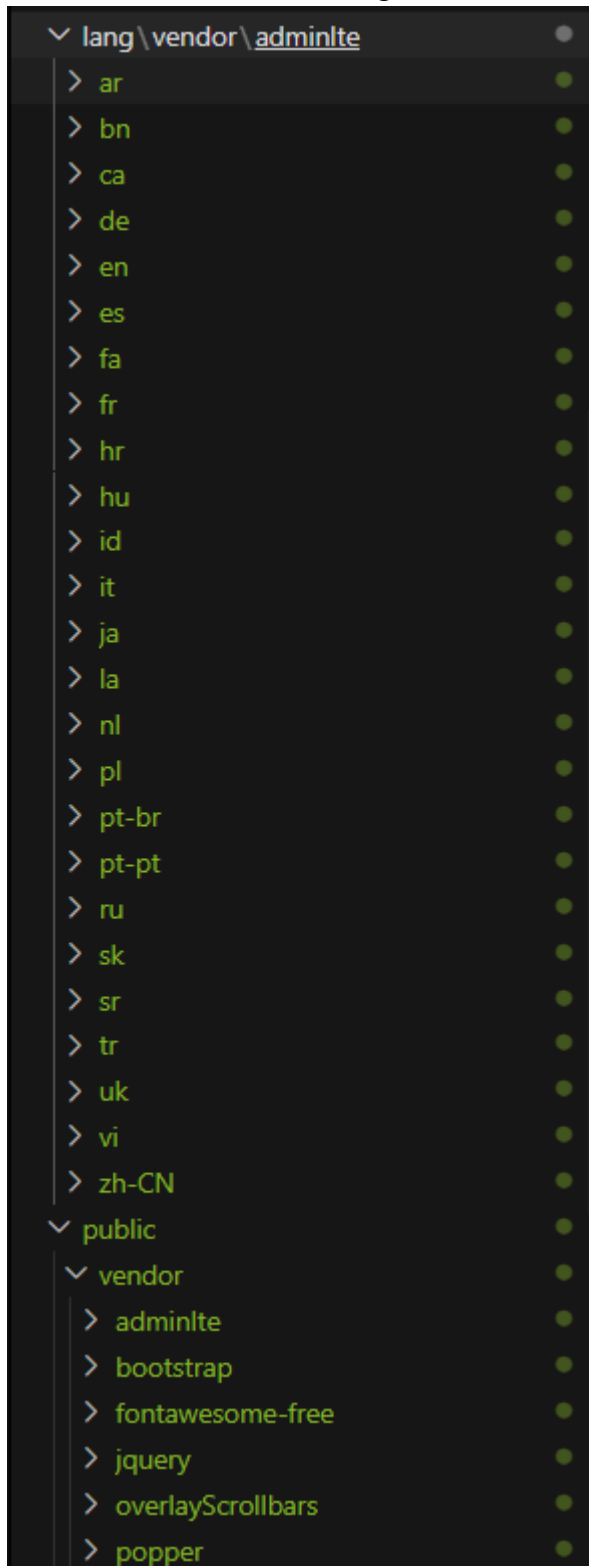 lang\vendor\adminlte
ar
bn
ca
de
en
es
fa
fr
hr
hu
id
it
ja
la
nl
pl
pt-br
pt-pt
ru
sk
sr
tr
uk
vi
zh-CN
public
vendor
adminlte
bootstrap
fontawesome-free
jquery
overlayScrollbars
popper